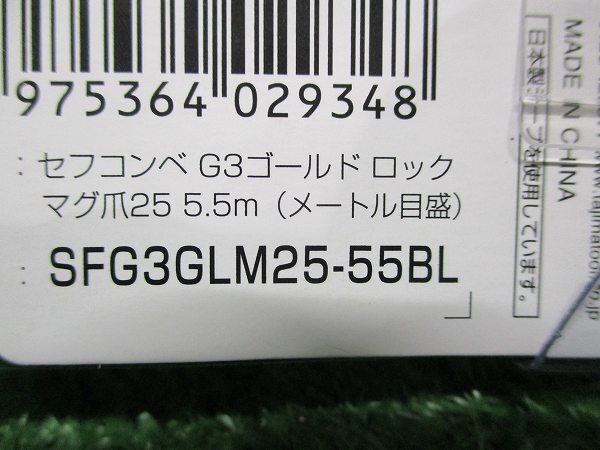 975364 029348
: セフコンベ G3ゴールド ロック
マグ爪25 5.5m（メートル目盛）
: SFG3GLM25-55BL
MADE IN CHINA
日本製テープを使用しています。